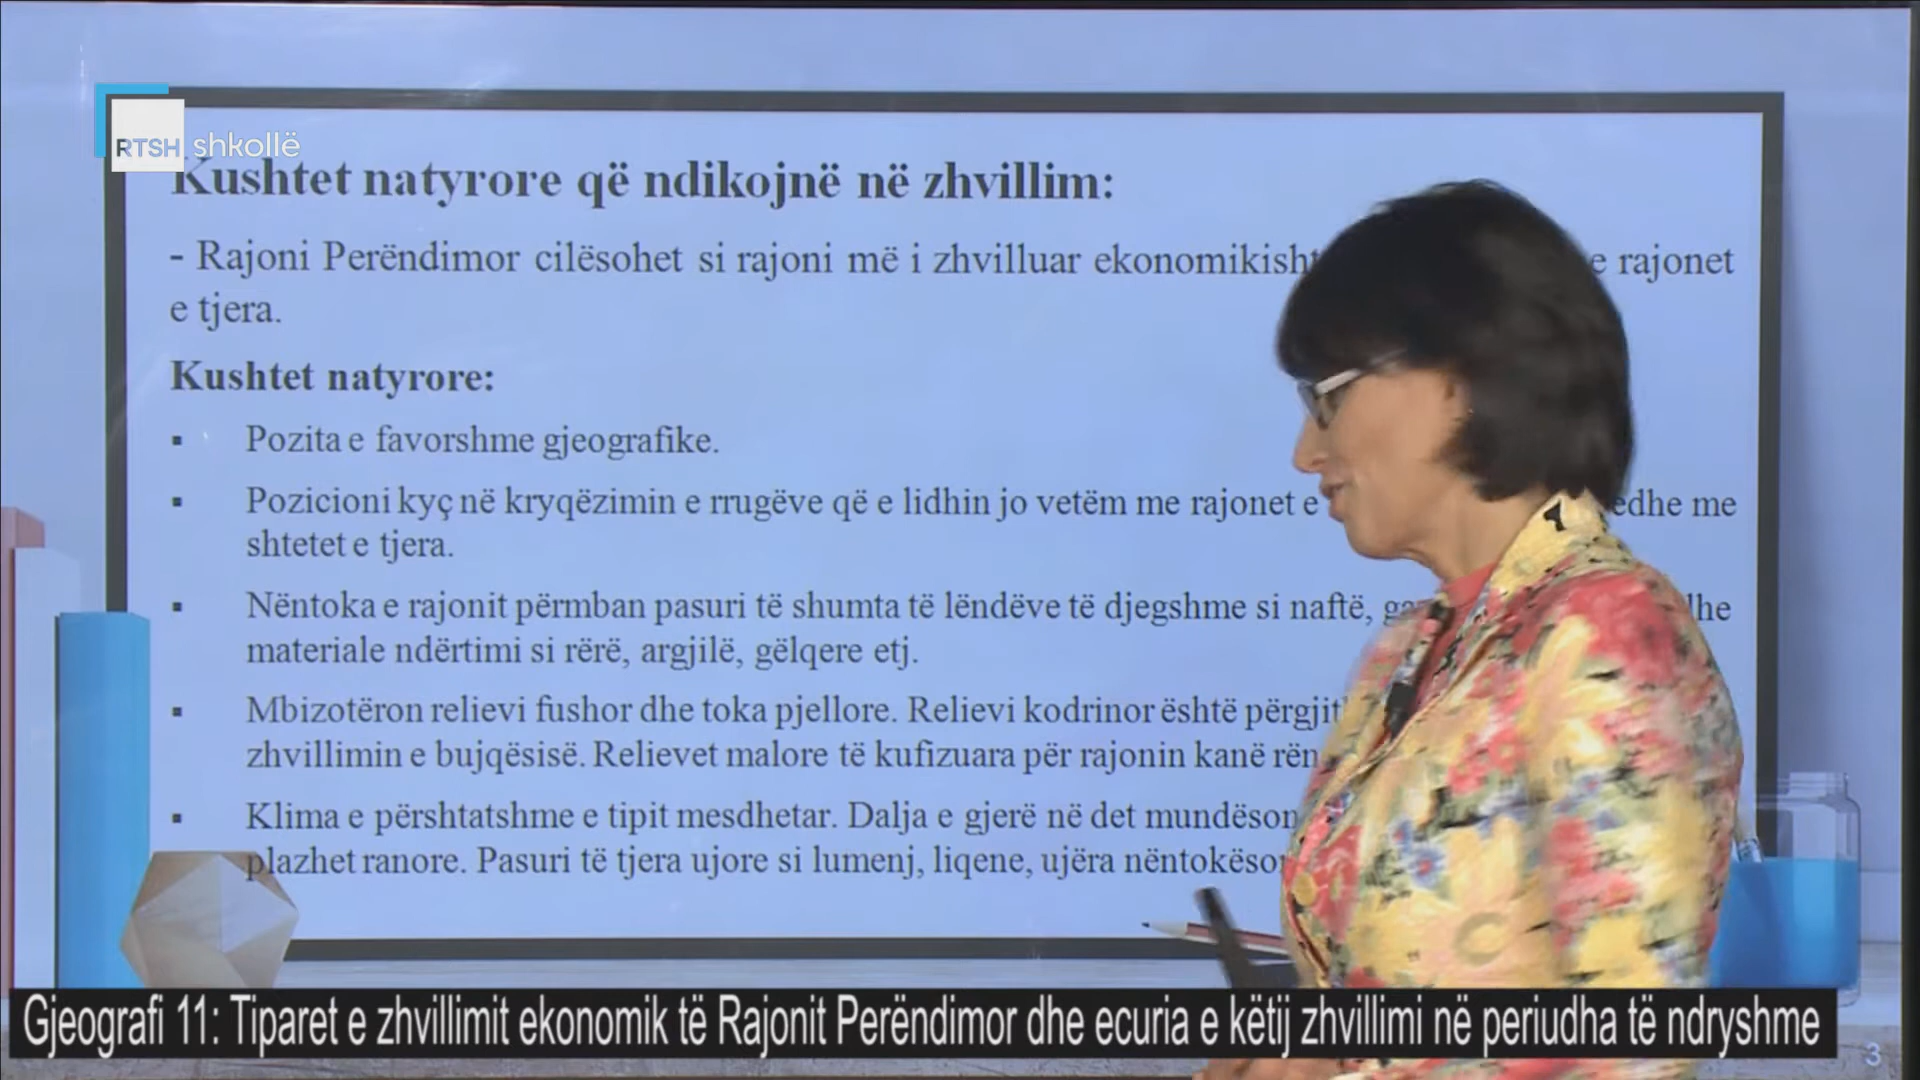 RTSH shkollë
Kushtet natyrore që ndikojnë në zhvillim:
- Rajoni Perëndimor cilësohet si rajoni më i zhvilluar ekonomikisht e rajonet
e tjera.
Kushtet natyrore:
▪ Pozita e favorshme gjeografike.
▪ Pozicioni kyç në kryqëzimin e rrugëve që e lidhin jo vetëm me rajonet e edhe me
shtetet e tjera.
▪ Nëntoka e rajonit përmban pasuri të shumta të lëndëve të djegshme si naftë,
materiale ndërtimi si rërë, argjilë, gëlqere etj.
▪ Mbizotëron relievi fushor dhe toka pjellore. Relievi kodrinor është
zhvillimin e bujqësisë. Relievet malore të kufizuara për rajonin kanë
▪ Klima e përshtatshme e tipit mesdhetar. Dalja e gjerë në det
plazhet ranore. Pasuri të tjera ujore si lumenj, liqene, ujëra
Gjeografi 11: Tiparet e zhvillimit ekonomik të Rajonit Perëndimor dhe ecuria e këtij zhvillimi në periudha të ndryshme
3